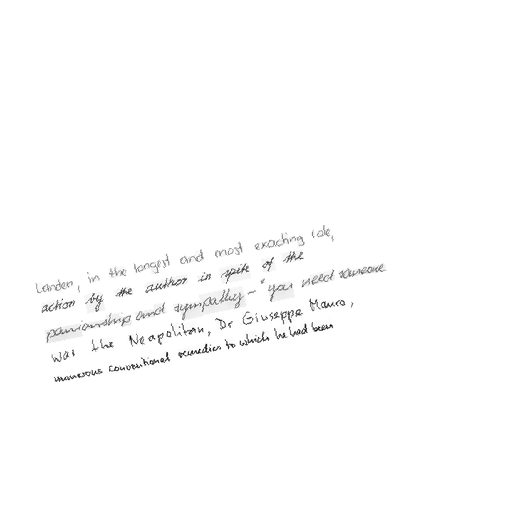 Landen, in the longest and most exacting role,
action by the author in spite of the
panionship and sympathy - "you need someone
was the Neapolitan, Dr Giuseppe Mauro,
numerous conventional remedies to which he had been